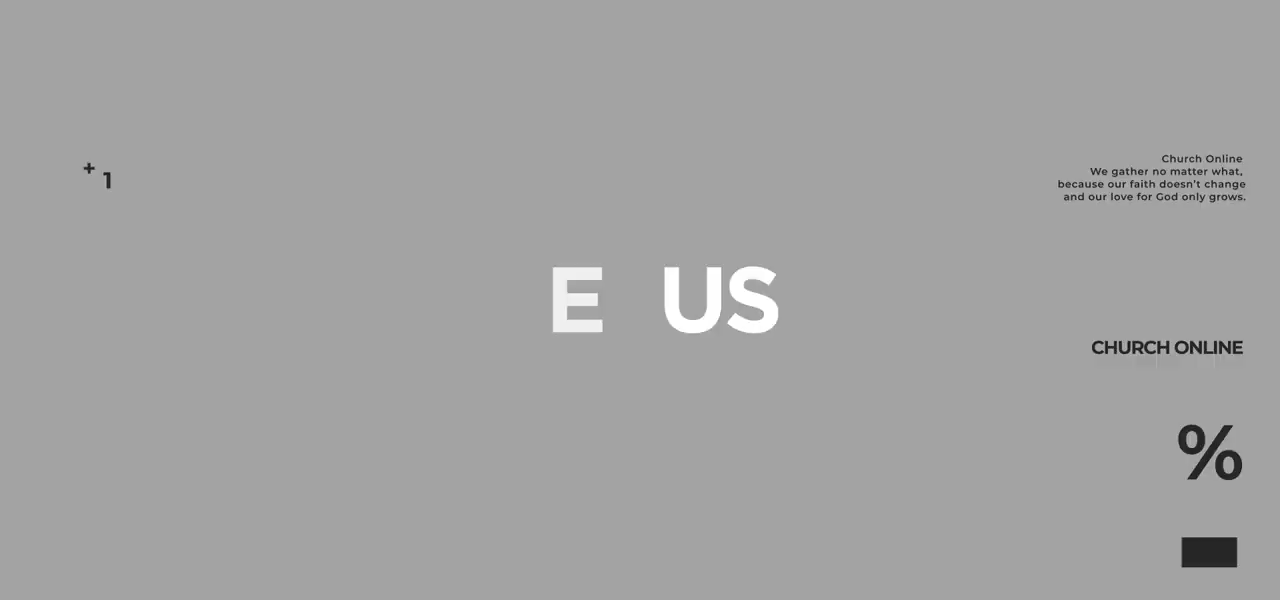 + 1
Church Online
We gather no matter what,
because our faith doesn't change
and our love for God only grows.
E US
CHURCH ONLINE
%